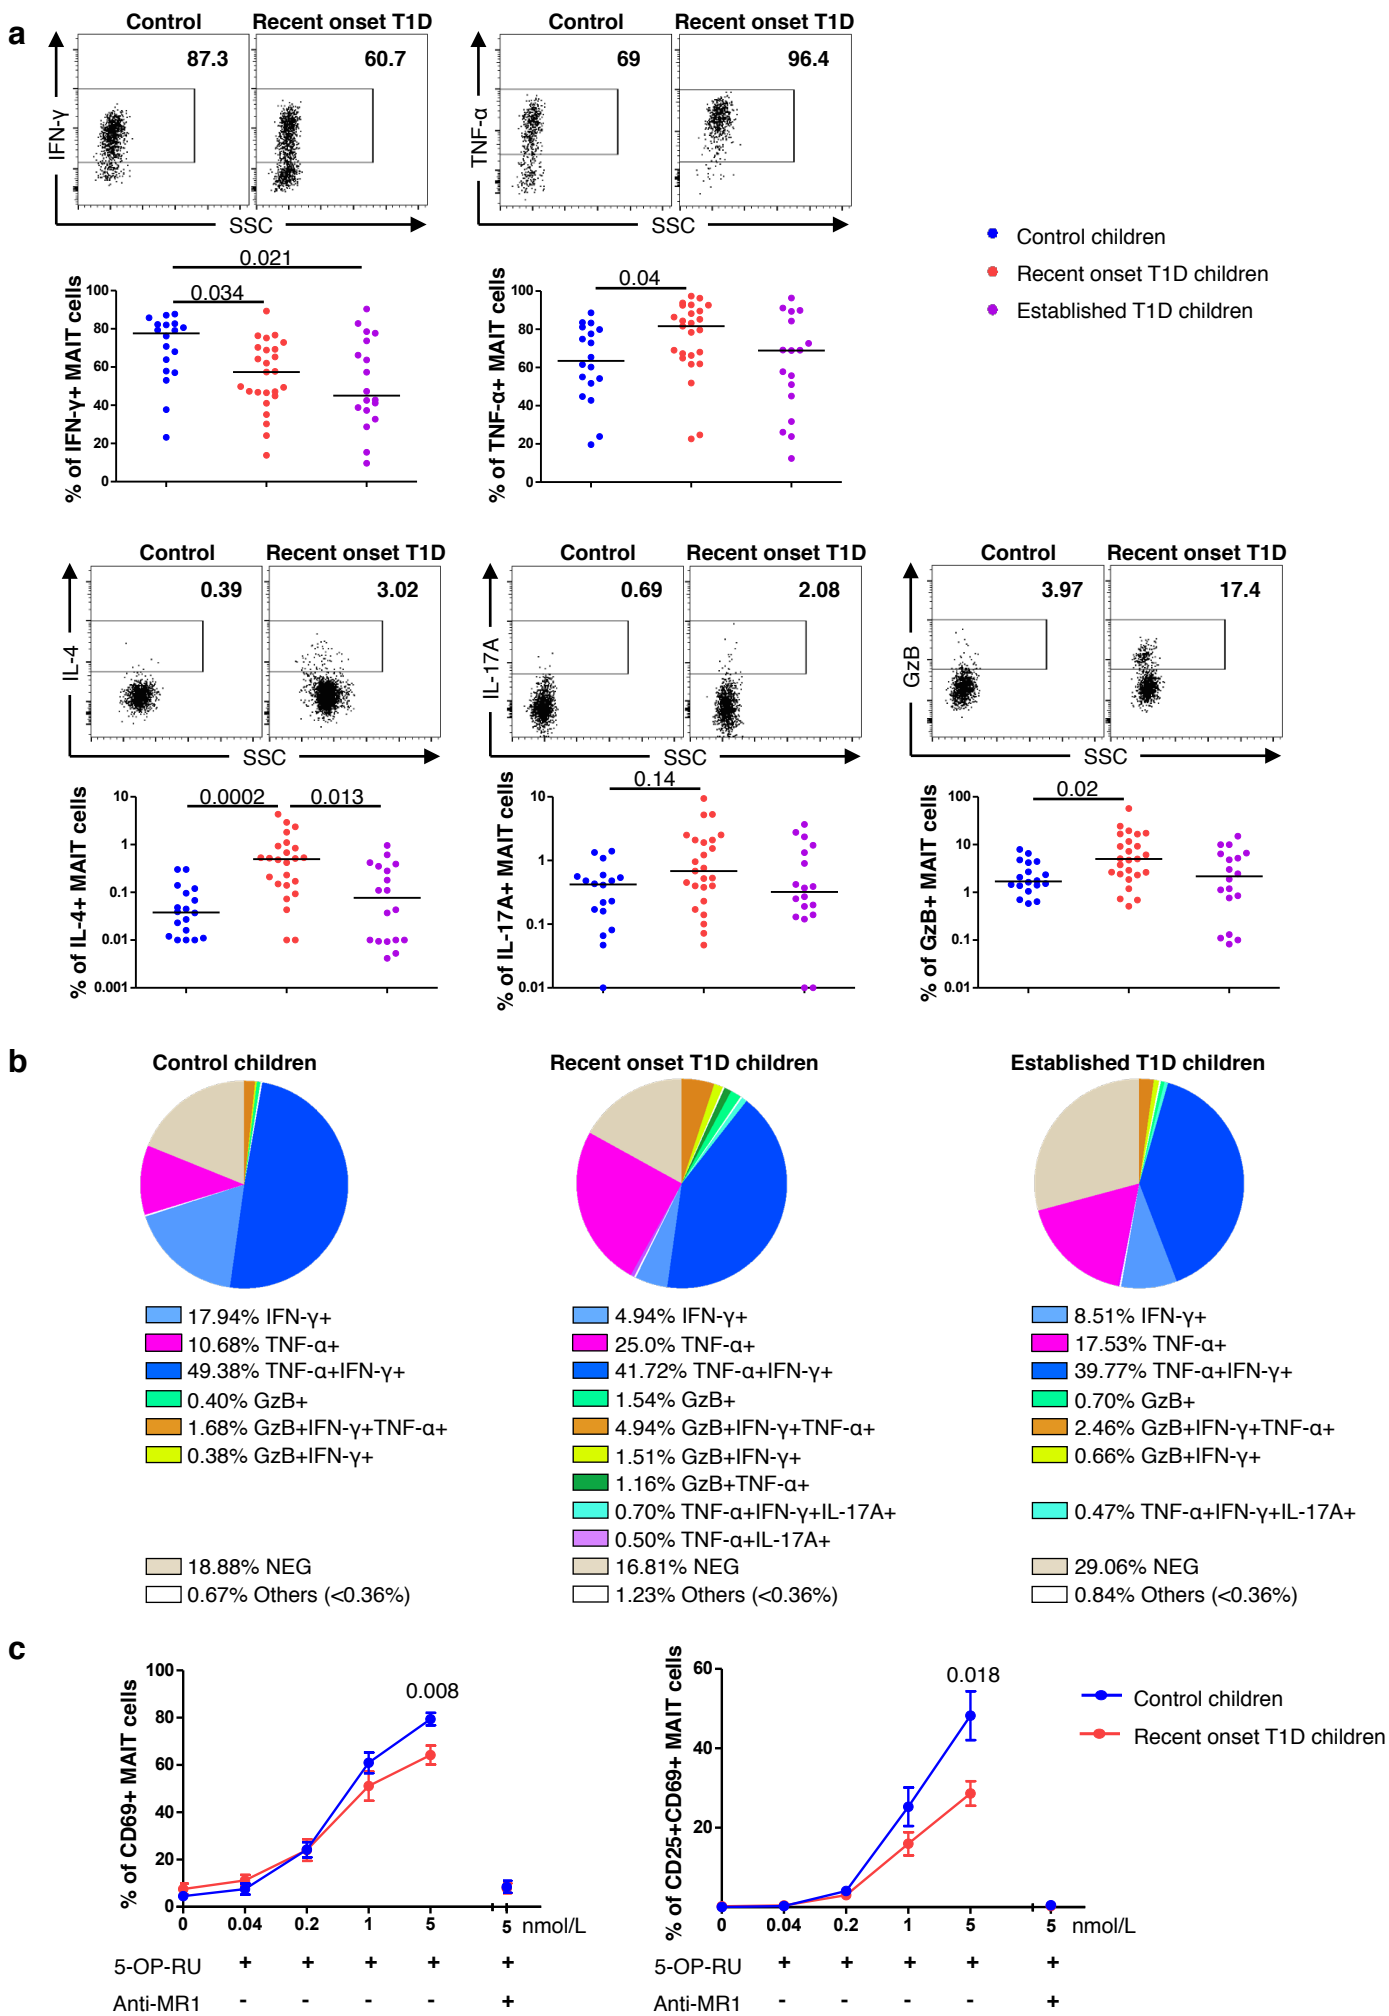 a
Control Recent onset T1D Control Recent onset T1D
87.3 60.7 69 96.4
IFN-γ TNF-α
SSC SSC
Control children
Recent onset T1D children
Established T1D children
0.021
0.034
% of IFN-γ+ MAIT cells
100
80
60
40
20
0
0.04
% of TNF-α+ MAIT cells
100
80
60
40
20
0
Control Recent onset T1D Control Recent onset T1D Control Recent onset T1D
0.39 3.02 0.69 2.08 3.97 17.4
IL-4 IL-17A GzB
SSC SSC SSC
0.0002 0.013
% of IL-4+ MAIT cells
10
1
0.1
0.01
0.001
0.14
% of IL-17A+ MAIT cells
10
1
0.1
0.01
0.02
% of GzB+ MAIT cells
100
10
1
0.1
0.01
b
Control children
17.94% IFN-γ+
10.68% TNF-α+
49.38% TNF-α+IFN-γ+
0.40% GzB+
1.68% GzB+IFN-γ+TNF-α+
0.38% GzB+IFN-γ+
18.88% NEG
0.67% Others (<0.36%)
Recent onset T1D children
4.94% IFN-γ+
25.0% TNF-α+
41.72% TNF-α+IFN-γ+
1.54% GzB+
4.94% GzB+IFN-γ+TNF-α+
1.51% GzB+IFN-γ+
1.16% GzB+TNF-α+
0.70% TNF-α+IFN-γ+IL-17A+
0.50% TNF-α+IL-17A+
16.81% NEG
1.23% Others (<0.36%)
Established T1D children
8.51% IFN-γ+
17.53% TNF-α+
39.77% TNF-α+IFN-γ+
0.70% GzB+
2.46% GzB+IFN-γ+TNF-α+
0.66% GzB+IFN-γ+
0.47% TNF-α+IFN-γ+IL-17A+
29.06% NEG
0.84% Others (<0.36%)
c
% of CD69+ MAIT cells
100
80
60
40
20
0
0.008
0 0.04 0.2 1 5 5 nmol/L
5-OP-RU + + + + +
Anti-MR1 - - - - +
% of CD25+CD69+ MAIT cells
60
40
20
0.018
0 0.04 0.2 1 5 5 nmol/L
5-OP-RU + + + + +
Anti-MR1 - - - - +
Control children
Recent onset T1D children